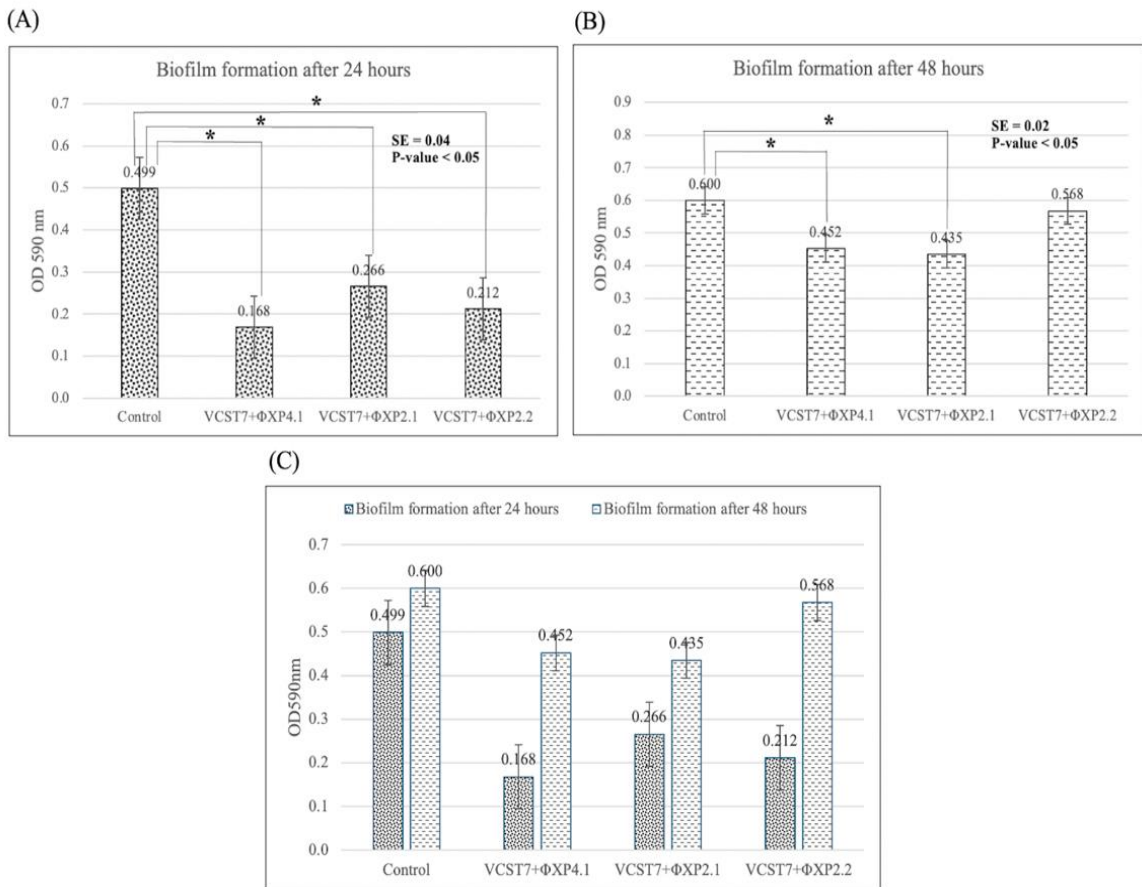 (A)
Biofilm formation after 24 hours
0.7
0.6
0.5
0.4
0.3
0.2
0.1
0.0
OD 590 nm
*
*
*
SE = 0.04
P-value < 0.05
0.499
0.168
0.266
0.212
Control
VCST7+ΦXP4.1
VCST7+ΦXP2.1
VCST7+ΦXP2.2
(B)
Biofilm formation after 48 hours
0.9
0.8
0.7
0.6
0.5
0.4
0.3
0.2
0.1
0.0
OD 590 nm
*
*
SE = 0.02
P-value < 0.05
0.600
0.452
0.435
0.568
Control
VCST7+ΦXP4.1
VCST7+ΦXP2.1
VCST7+ΦXP2.2
(C)
Biofilm formation after 24 hours
Biofilm formation after 48 hours
0.7
0.6
0.5
0.4
0.3
0.2
0.1
0.0
OD590nm
0.499
0.600
0.168
0.452
0.266
0.435
0.212
0.568
Control
VCST7+ΦXP4.1
VCST7+ΦXP2.1
VCST7+ΦXP2.2